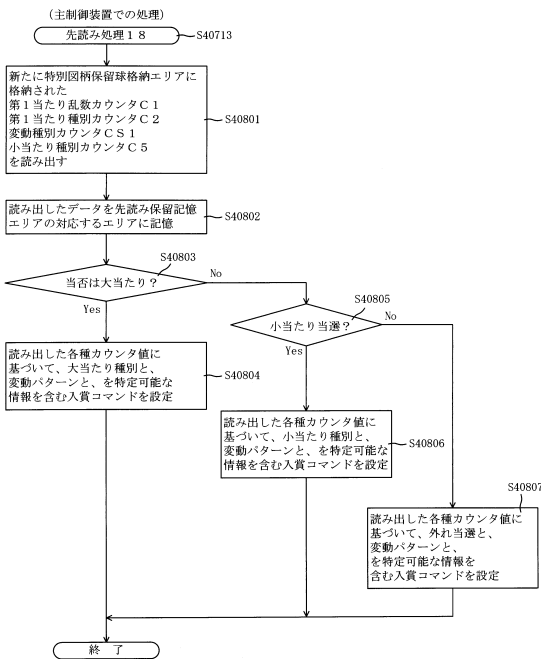 (主制御装置での処理)
先読み処理18
S40713
新たに特別図柄保留球格納エリアに
格納された
第1当たり乱数カウンタC1
第1当たり種別カウンタC2
変動種別カウンタCS1
小当たり種別カウンタC5
を読み出す
S40801
読み出したデータを先読み保留記憶
エリアの対応するエリアに記憶
S40802
S40803
当否は大当たり?
No
Yes
S40805
小当たり当選?
No
Yes
読み出した各種カウンタ値に
基づいて、大当たり種別と、
変動パターンと、を特定可能な
情報を含む入賞コマンドを設定
S40804
読み出した各種カウンタ値に
基づいて、小当たり種別と、
変動パターンと、を特定可能な
情報を含む入賞コマンドを設定
S40806
S40807
読み出した各種カウンタ値に
基づいて、外れ当選と、
変動パターンと、
を特定可能な情報を
含む入賞コマンドを設定
終 了